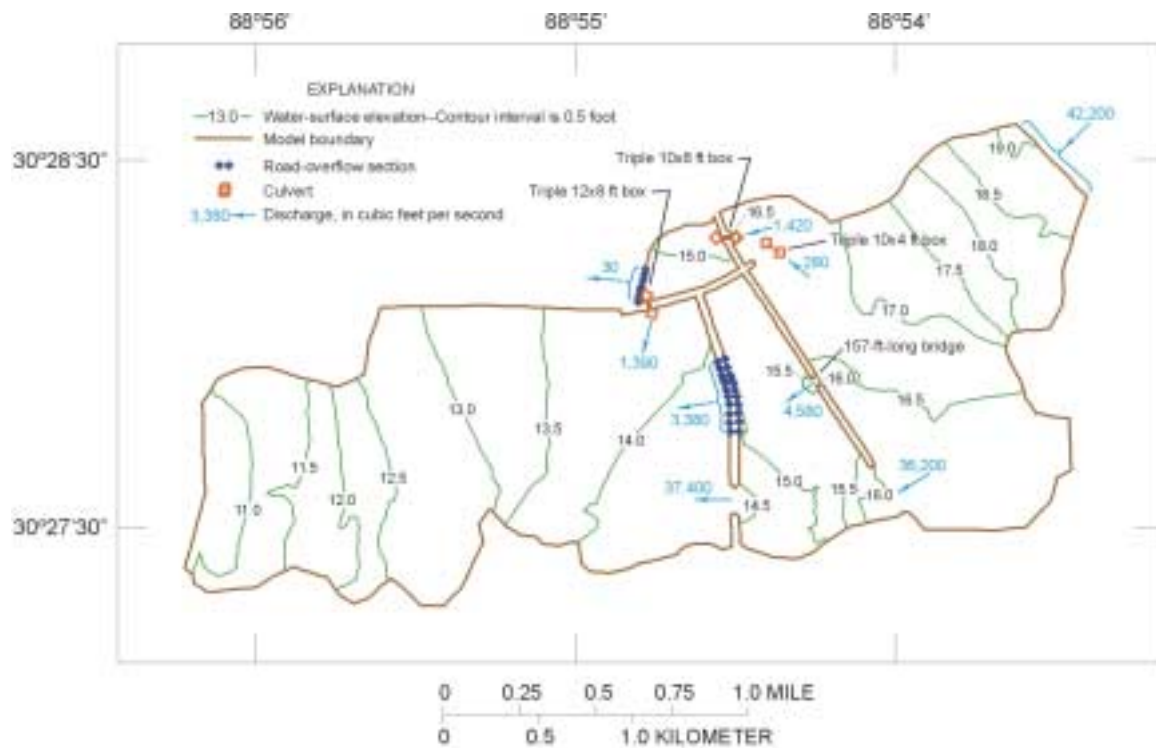 88°56' 88°55' 88°54'
EXPLANATION
13.0 Water-surface elevation--Contour interval is 0.5 foot
Model boundary
Road-overflow section
Culvert
3,380 Discharge, in cubic feet per second
42,200
30°28'30"
Triple 10x8 ft box
Triple 12x8 ft box
19.0
16.5
18.5
1,420
Triple 10x4 ft box
15.0
18.0
30
17.5
17.0
1,390
157-ft-long bridge
15.5
16.0
13.0
13.5
16.5
4,580
3,380
14.0
11.5
12.5
12.0
15.0
36,200
37,400
15.5
16.0
11.0
14.5
30°27'30"
0 0.25 0.5 0.75 1.0 MILE
0 0.5 1.0 KILOMETER